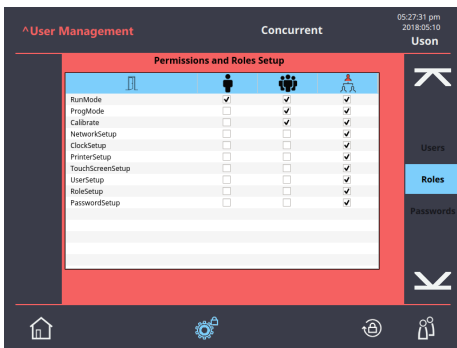 05:27:31 pm
^User Management
Concurrent
2018:05:10
Uson
Permissions and Roles Setup
RunMode
ProgMode
Calibrate
NetworkSetup
ClockSetup
PrinterSetup
TouchScreenSetup
UserSetup
RoleSetup
PasswordSetup
Users
Roles
Passwords